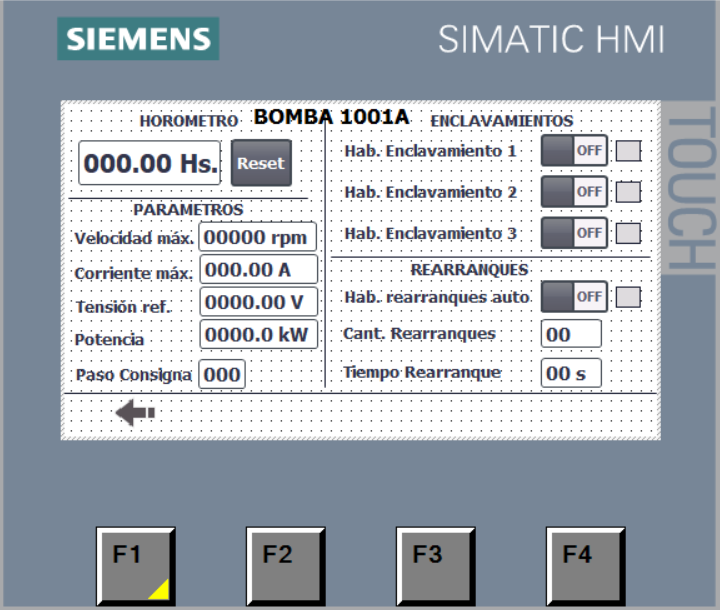 SIEMENS
SIMATIC HMI
TOUCH
BOMBA 1001A
HOROMETRO
000.00 Hs.
Reset
PARAMETROS
Velocidad máx. 00000 rpm
Corriente máx. 000.00 A
Tensión ref. 0000.00 V
Potencia 0000.0 kW
Paso Consigna 000
ENCLAVAMIENTOS
Hab. Enclavamiento 1 OFF
Hab. Enclavamiento 2 OFF
Hab. Enclavamiento 3 OFF
REARRANQUES
Hab. rearranques auto OFF
Cant. Rearranques 00
Tiempo Rearranque 00 s
F1 F2 F3 F4